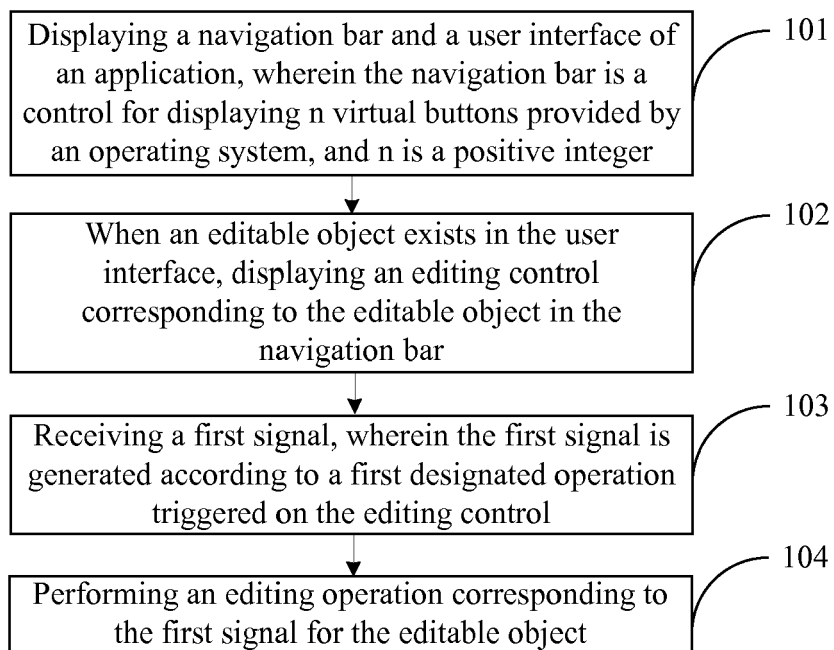 Displaying a navigation bar and a user interface of
an application, wherein the navigation bar is a
control for displaying n virtual buttons provided by
an operating system, and n is a positive integer
101
When an editable object exists in the user
interface, displaying an editing control
corresponding to the editable object in the
navigation bar
102
Receiving a first signal, wherein the first signal is
generated according to a first designated operation
triggered on the editing control
103
Performing an editing operation corresponding to
the first signal for the editable object
104